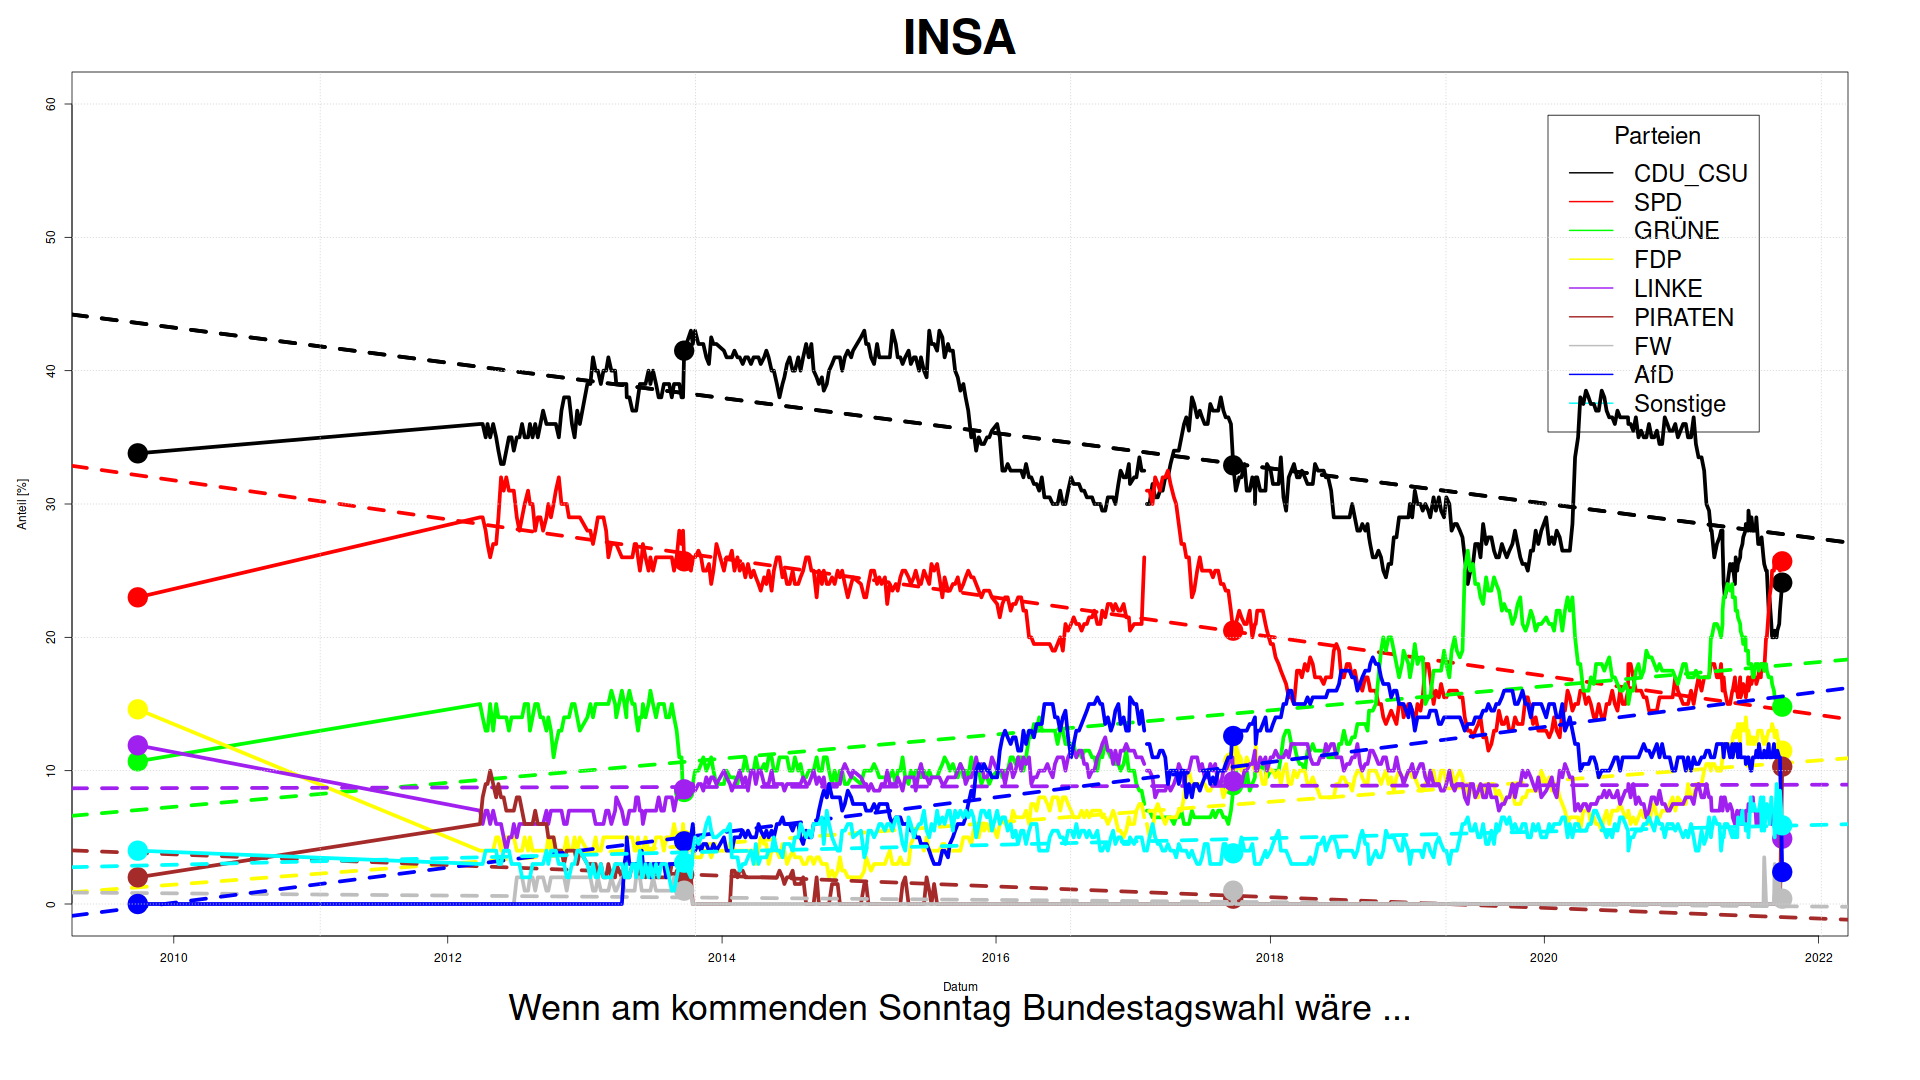 INSA
Parteien
CDU_CSU
SPD
GRÜNE
FDP
LINKE
PIRATEN
FW
AfD
Sonstige
60
50
40
30
20
10
0
Anteil [%]
2010 2012 2014 2016 2018 2020 2022
Datum
Wenn am kommenden Sonntag Bundestagswahl wäre ...